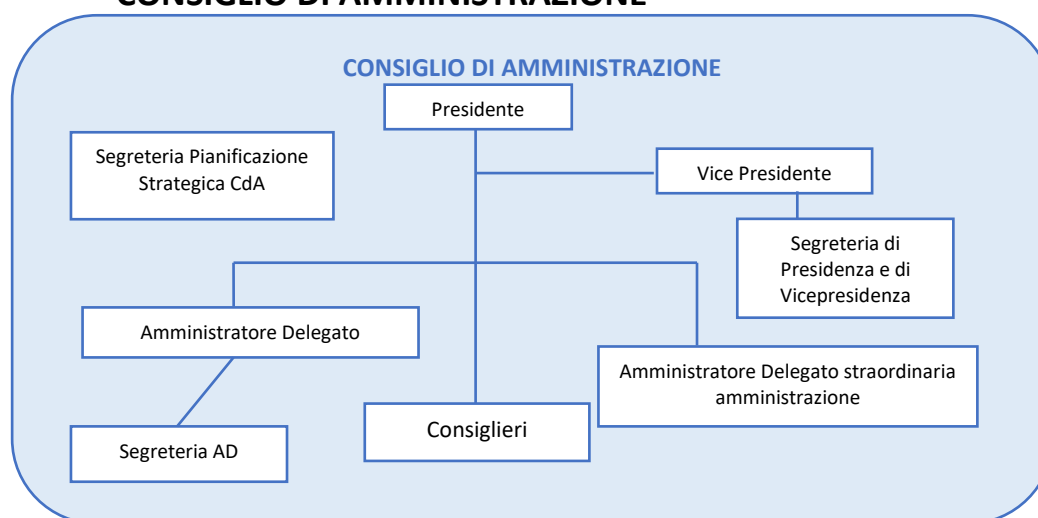 CONSIGLIO DI AMMINISTRAZIONE
CONSIGLIO DI AMMINISTRAZIONE
Presidente
Segreteria Pianificazione
Strategica CdA
Vice Presidente
Segreteria di
Presidenza e di
Vicepresidenza
Amministratore Delegato
Amministratore Delegato straordinaria
amministrazione
Consiglieri
Segreteria AD